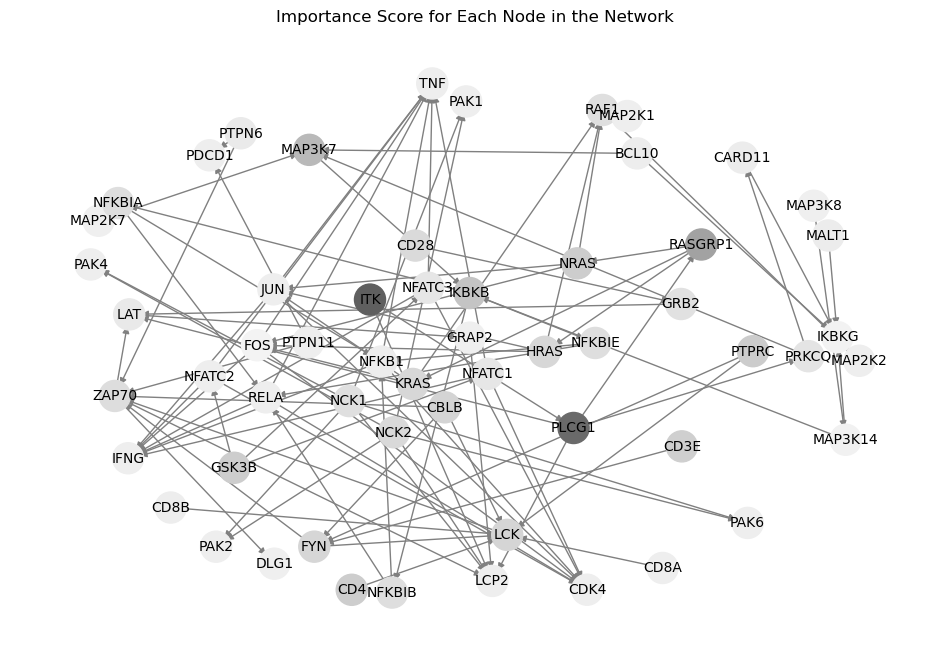 Importance Score for Each Node in the Network
TNF
PAK1
RAF1
MAP2K1
PTPN6
PDCD1
MAP3K7
BCL10
CARD11
NFKBIA
MAP2K7
MAP3K8
MALT1
PAK4
CD28
RASGRP1
NRAS
JUN
ITK
NFATC3
IKBKB
GRB2
LAT
FOS
PTPN11
GRAP2
NFKBIE
IKBKG
HRAS
PTPRC
PRKCQ
MAP2K2
NFKB1
NFATC2
KRAS
NFATC1
ZAP70
RELA
NCK1
CBLB
NCK2
PLCG1
MAP3K14
CD3E
IFNG
GSK3B
CD8B
PAK6
LCK
PAK2
FYN
DLG1
CD8A
LCP2
CD4
NFKBIB
CDK4